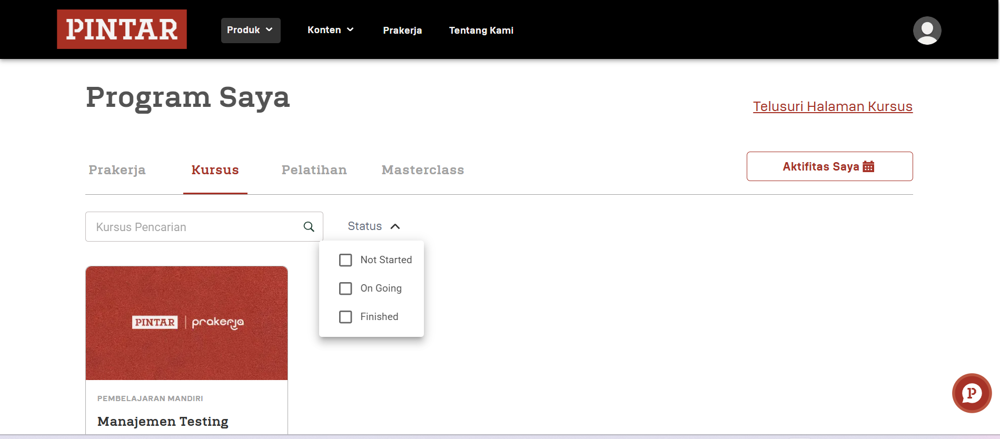 PINTAR
Produk
Konten
Prakerja
Tentang Kami
Program Saya
Telusuri Halaman Kursus
Prakerja
Kursus
Pelatihan
Masterclass
Aktifitas Saya
Kursus Pencarian
Status
Not Started
On Going
Finished
PINTAR | prakerja
PEMBELAJARAN MANDIRI
Manajemen Testing
P